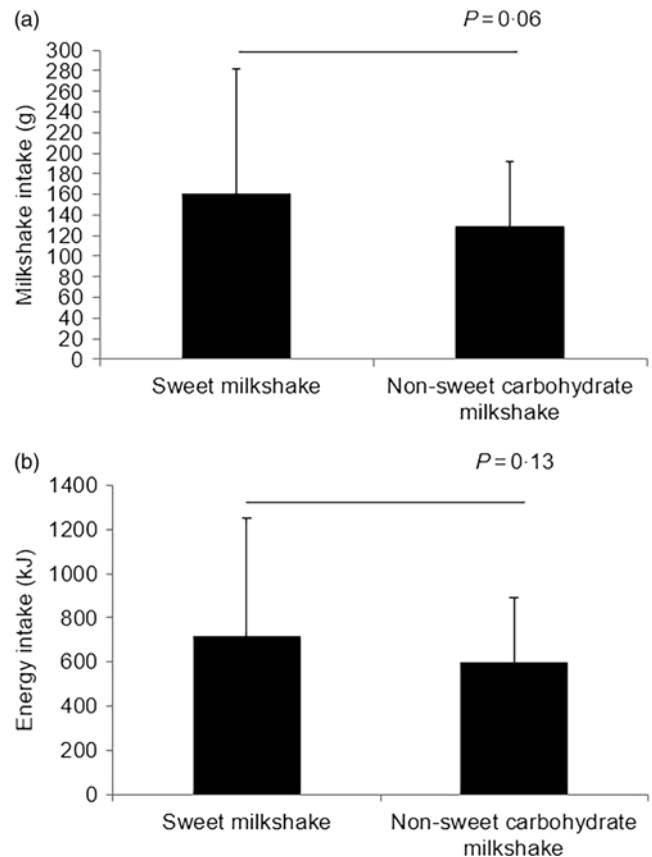 (a)
P = 0·06
300
280
260
240
220
200
180
160
140
120
100
80
60
40
20
0
Milkshake intake (g)
Sweet milkshake
Non-sweet carbohydrate
milkshake
(b)
P = 0·13
1400
1200
1000
800
600
400
200
0
Energy intake (kJ)
Sweet milkshake
Non-sweet carbohydrate
milkshake